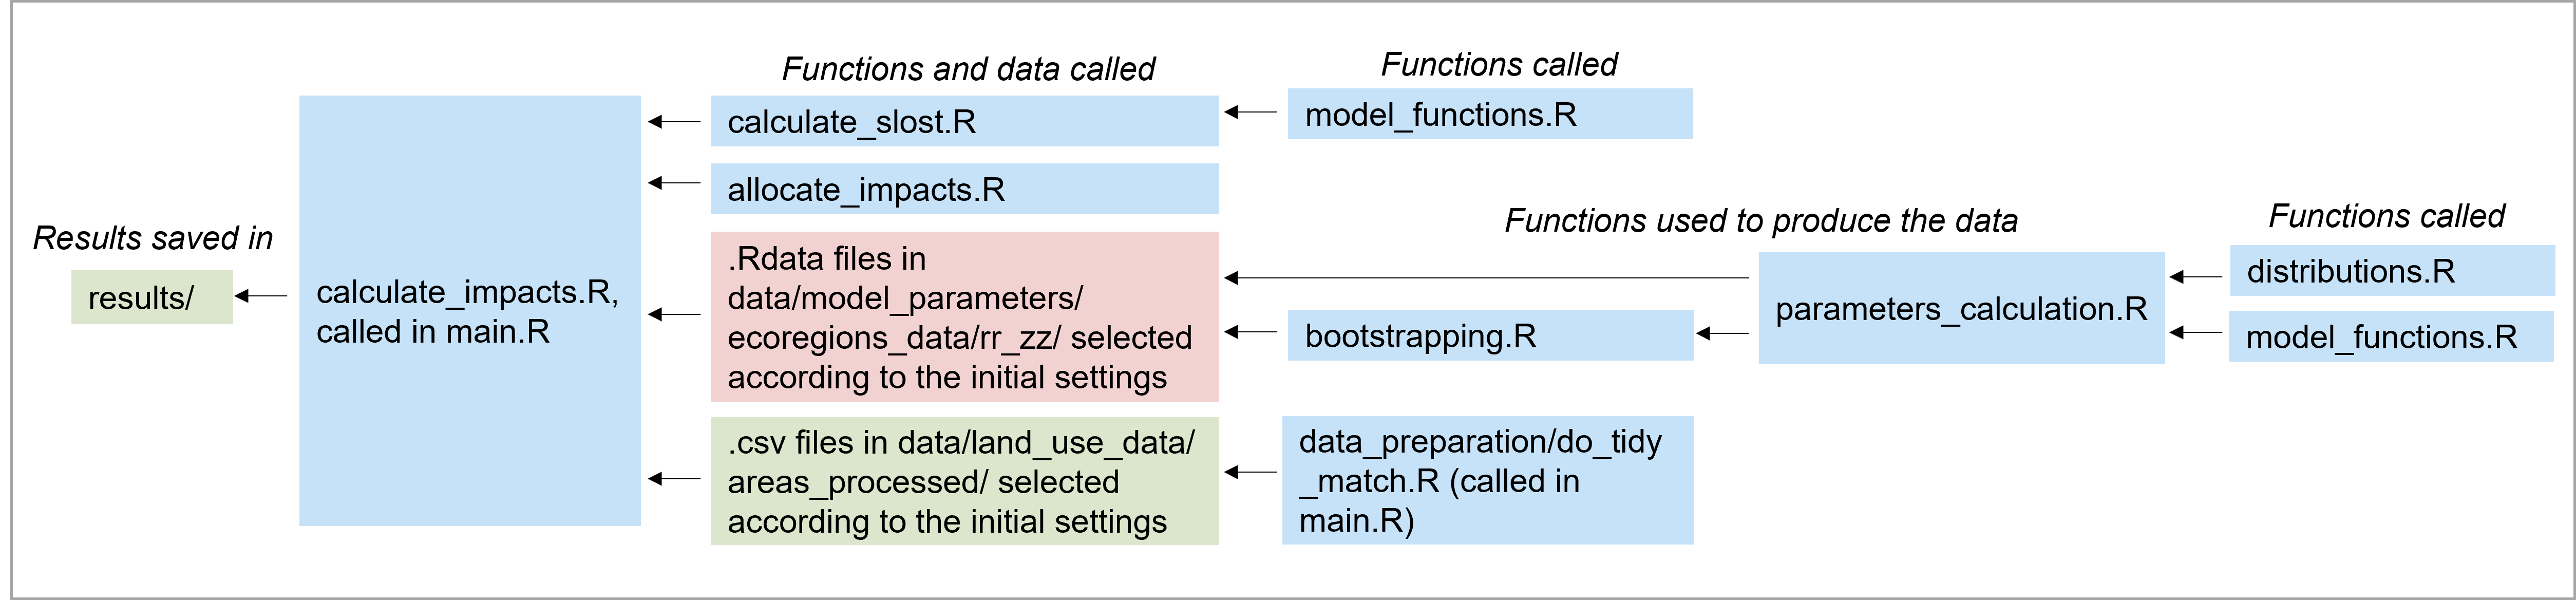 Results saved in
results/
calculate_impacts.R,
called in main.R
Functions and data called
calculate_slost.R
allocate_impacts.R
.Rdata files in
data/model_parameters/
ecoregions_data/rr_zz/ selected
according to the initial settings
.csv files in data/land_use_data/
areas_processed/ selected
according to the initial settings
Functions called
model_functions.R
Functions used to produce the data
bootstrapping.R
data_preparation/do_tidy
_match.R (called in
main.R)
parameters_calculation.R
Functions called
distributions.R
model_functions.R